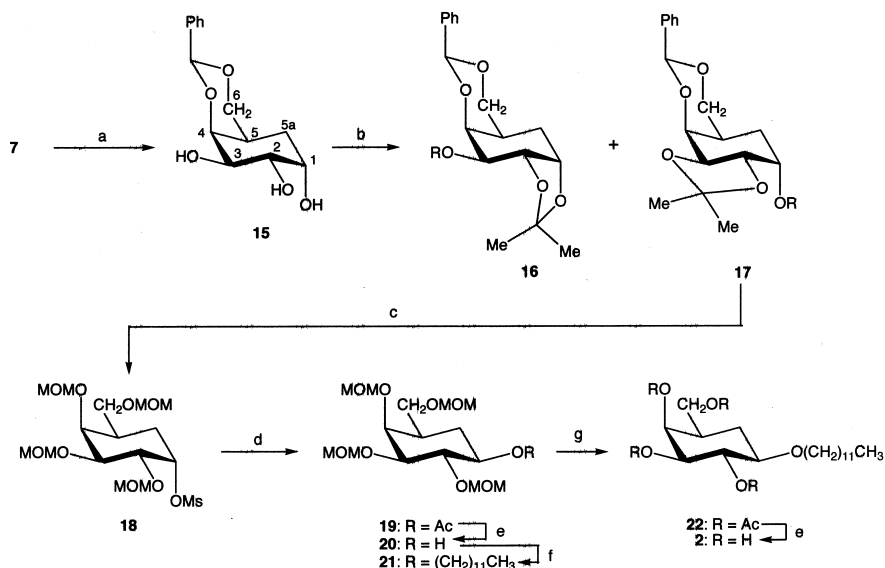 Ph
O
O
6
CH₂
4
5
5a
HO
3
2
1
HO
OH
15
7
a
b
Ph
O
O
CH₂
RO
O
O
Me
Me
16
+
Ph
O
O
CH₂
O
O
OR
Me
Me
17
c
MOMO
CH₂OMOM
MOMO
MOMO
OMs
18
d
MOMO
CH₂OMOM
MOMO
OR
OMOM
19: R = Ac
e
20: R = H
f
21: R = (CH₂)₁₁CH₃
g
RO
CH₂OR
RO
O(CH₂)₁₁CH₃
OR
22: R = Ac
e
2: R = H